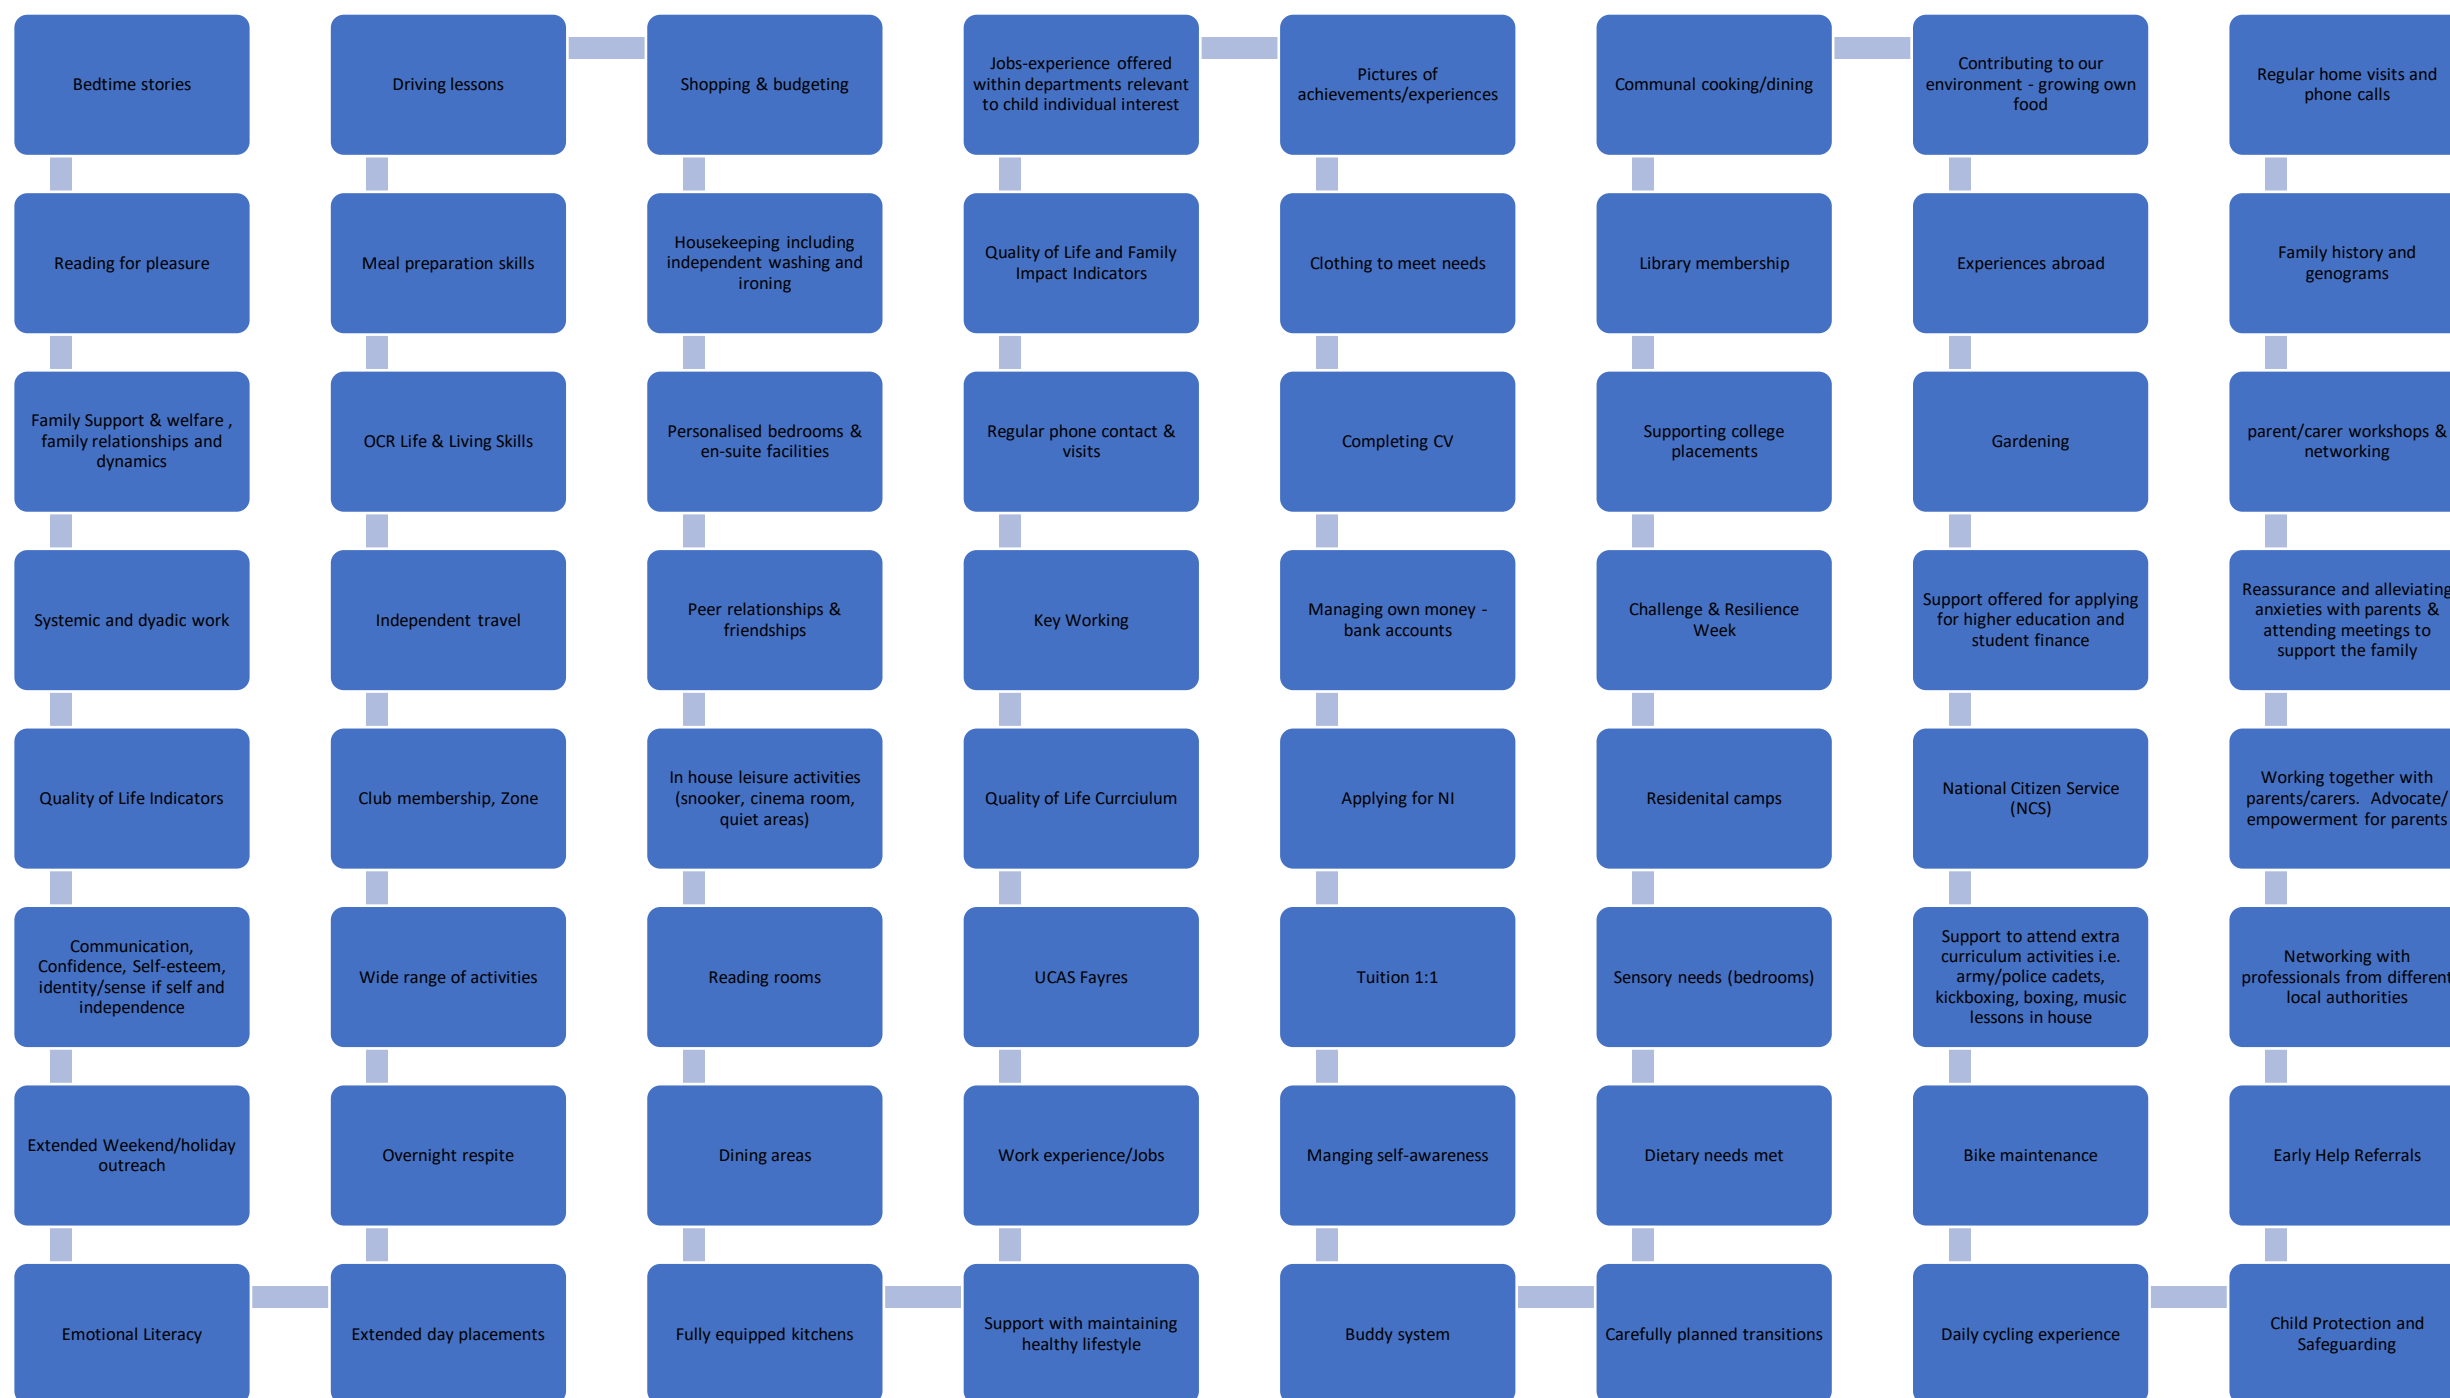 Bedtime stories
Reading for pleasure
Family Support & welfare ,
family relationships and
dynamics
Systemic and dyadic work
Quality of Life Indicators
Communication,
Confidence, Self-esteem,
identity/sense if self and
independence
Extended Weekend/holiday
outreach
Emotional Literacy
Extended day placements
Overnight respite
Wide range of activities
Club membership, Zone
Independent travel
OCR Life & Living Skills
Meal preparation skills
Driving lessons
Shopping & budgeting
Housekeeping including
independent washing and
ironing
Personalised bedrooms &
en-suite facilities
Peer relationships &
friendships
In house leisure activities
(snooker, cinema room,
quiet areas)
Reading rooms
Dining areas
Fully equipped kitchens
Support with maintaining
healthy lifestyle
Work experience/Jobs
UCAS Fayres
Quality of Life Currciulum
Key Working
Regular phone contact &
visits
Quality of Life and Family
Impact Indicators
Jobs-experience offered
within departments relevant
to child individual interest
Pictures of
achievements/experiences
Clothing to meet needs
Completing CV
Managing own money -
bank accounts
Applying for NI
Tuition 1:1
Manging self-awareness
Buddy system
Carefully planned transitions
Dietary needs met
Sensory needs (bedrooms)
Residenital camps
Challenge & Resilience
Week
Supporting college
placements
Library membership
Communal cooking/dining
Contributing to our
environment - growing own
food
Experiences abroad
Gardening
Support offered for applying
for higher education and
student finance
National Citizen Service
(NCS)
Support to attend extra
curriculum activities i.e.
army/police cadets,
kickboxing, boxing, music
lessons in house
Bike maintenance
Daily cycling experience
Child Protection and
Safeguarding
Early Help Referrals
Networking with
professionals from different
local authorities
Working together with
parents/carers. Advocate/
empowerment for parents
Reassurance and alleviating
anxieties with parents &
attending meetings to
support the family
parent/carer workshops &
networking
Family history and
genograms
Regular home visits and
phone calls